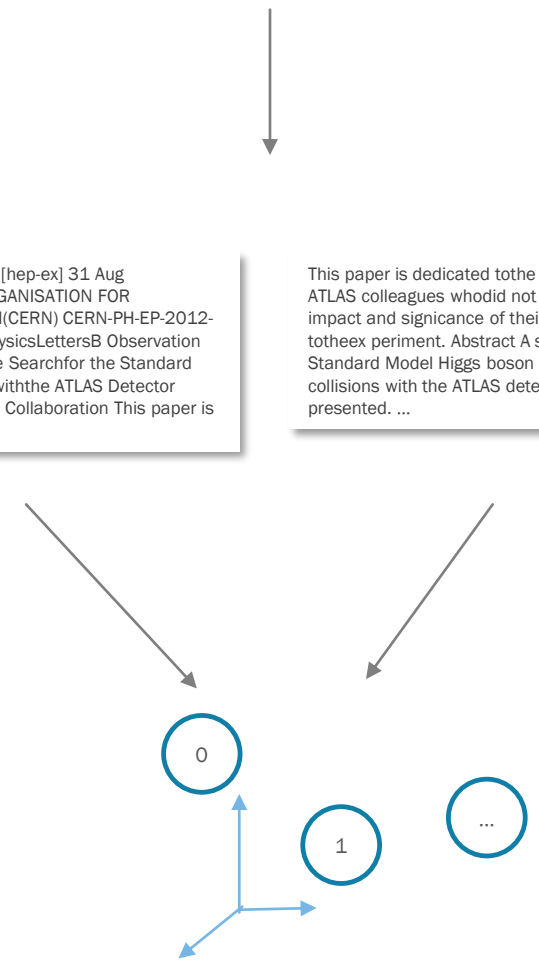 [hep-ex] 31 Aug
GANISATION FOR
(CERN) CERN-PH-EP-2012-
ysicsLettersB Observation
e Searchfor the Standard
withthe ATLAS Detector
Collaboration This paper is
This paper is dedicated tothe
ATLAS colleagues whodid not
impact and signicance of thei
totheex periment. Abstract A s
Standard Model Higgs boson
collisions with the ATLAS dete
presented. ...
0
1
...